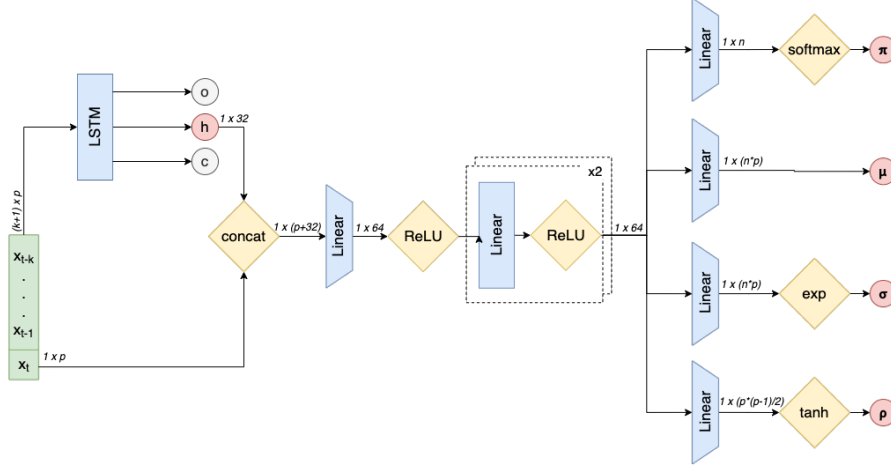 x_{t-k}
.
.
.
x_{t-1}
x_t
(k+1) x p
1 x p
LSTM
o
h
c
1 x 32
concat
1 x (p+32)
Linear
1 x 64
ReLU
x2
Linear
ReLU
1 x 64
Linear
1 x n
softmax
π
Linear
1 x (n*p)
μ
Linear
1 x (n*p)
exp
σ
Linear
1 x (p*(p-1)/2)
tanh
ρ